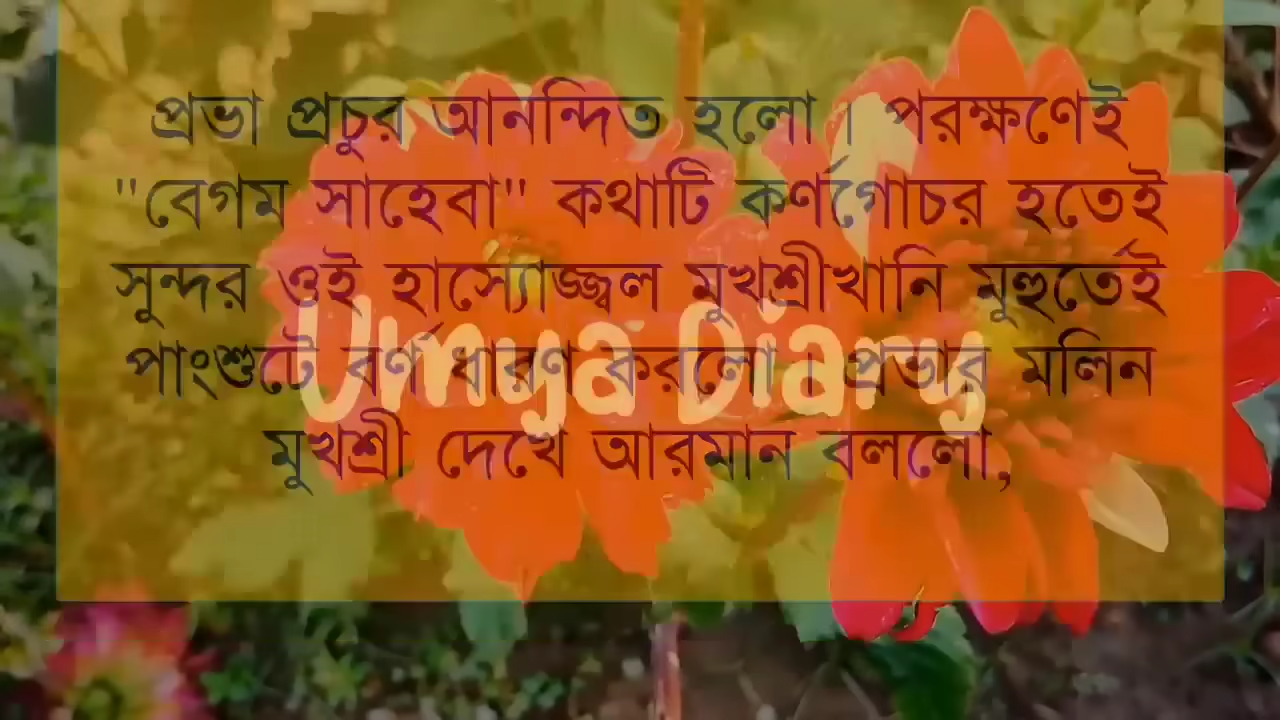 প্রভা প্রচুর আনন্দিত হলো । পরক্ষণেই
"বেগম সাহেবা" কথাটি কর্ণগোচর হতেই
সুন্দর ওই হাস্যোজ্জ্বল মুখশ্রীখানি মুহুর্তেই
পাংশুটে বর্ণ ধারণ করলো । প্রভার মলিন
মুখশ্রী দেখে আরমান বললো,
Umya Diary